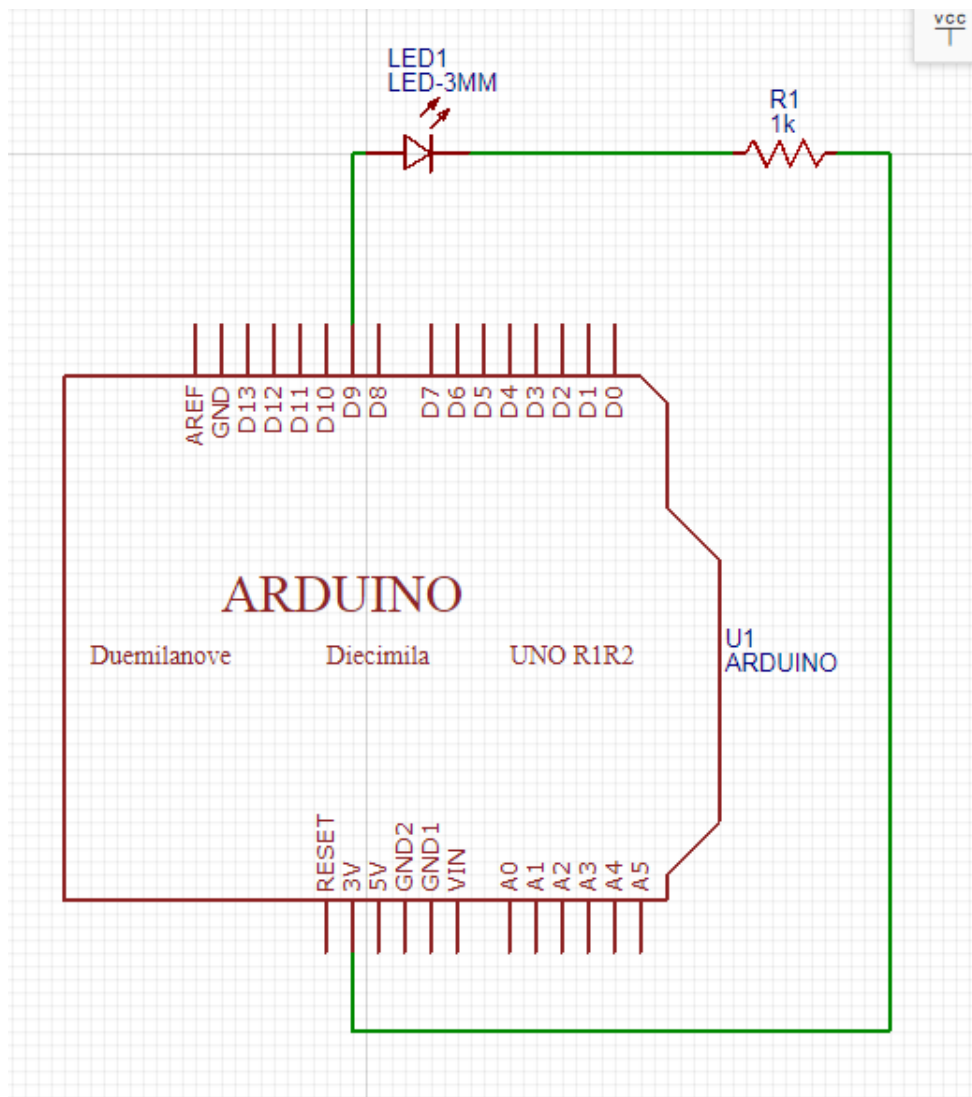 VCC
LED1
LED-3MM
R1
1k
AREF
GND
D13
D12
D11
D10
D9
D8
D7
D6
D5
D4
D3
D2
D1
D0
ARDUINO
Duemilanove Diecimila UNO R1R2
U1
ARDUINO
RESET
3V
5V
GND2
GND1
VIN
A0
A1
A2
A3
A4
A5